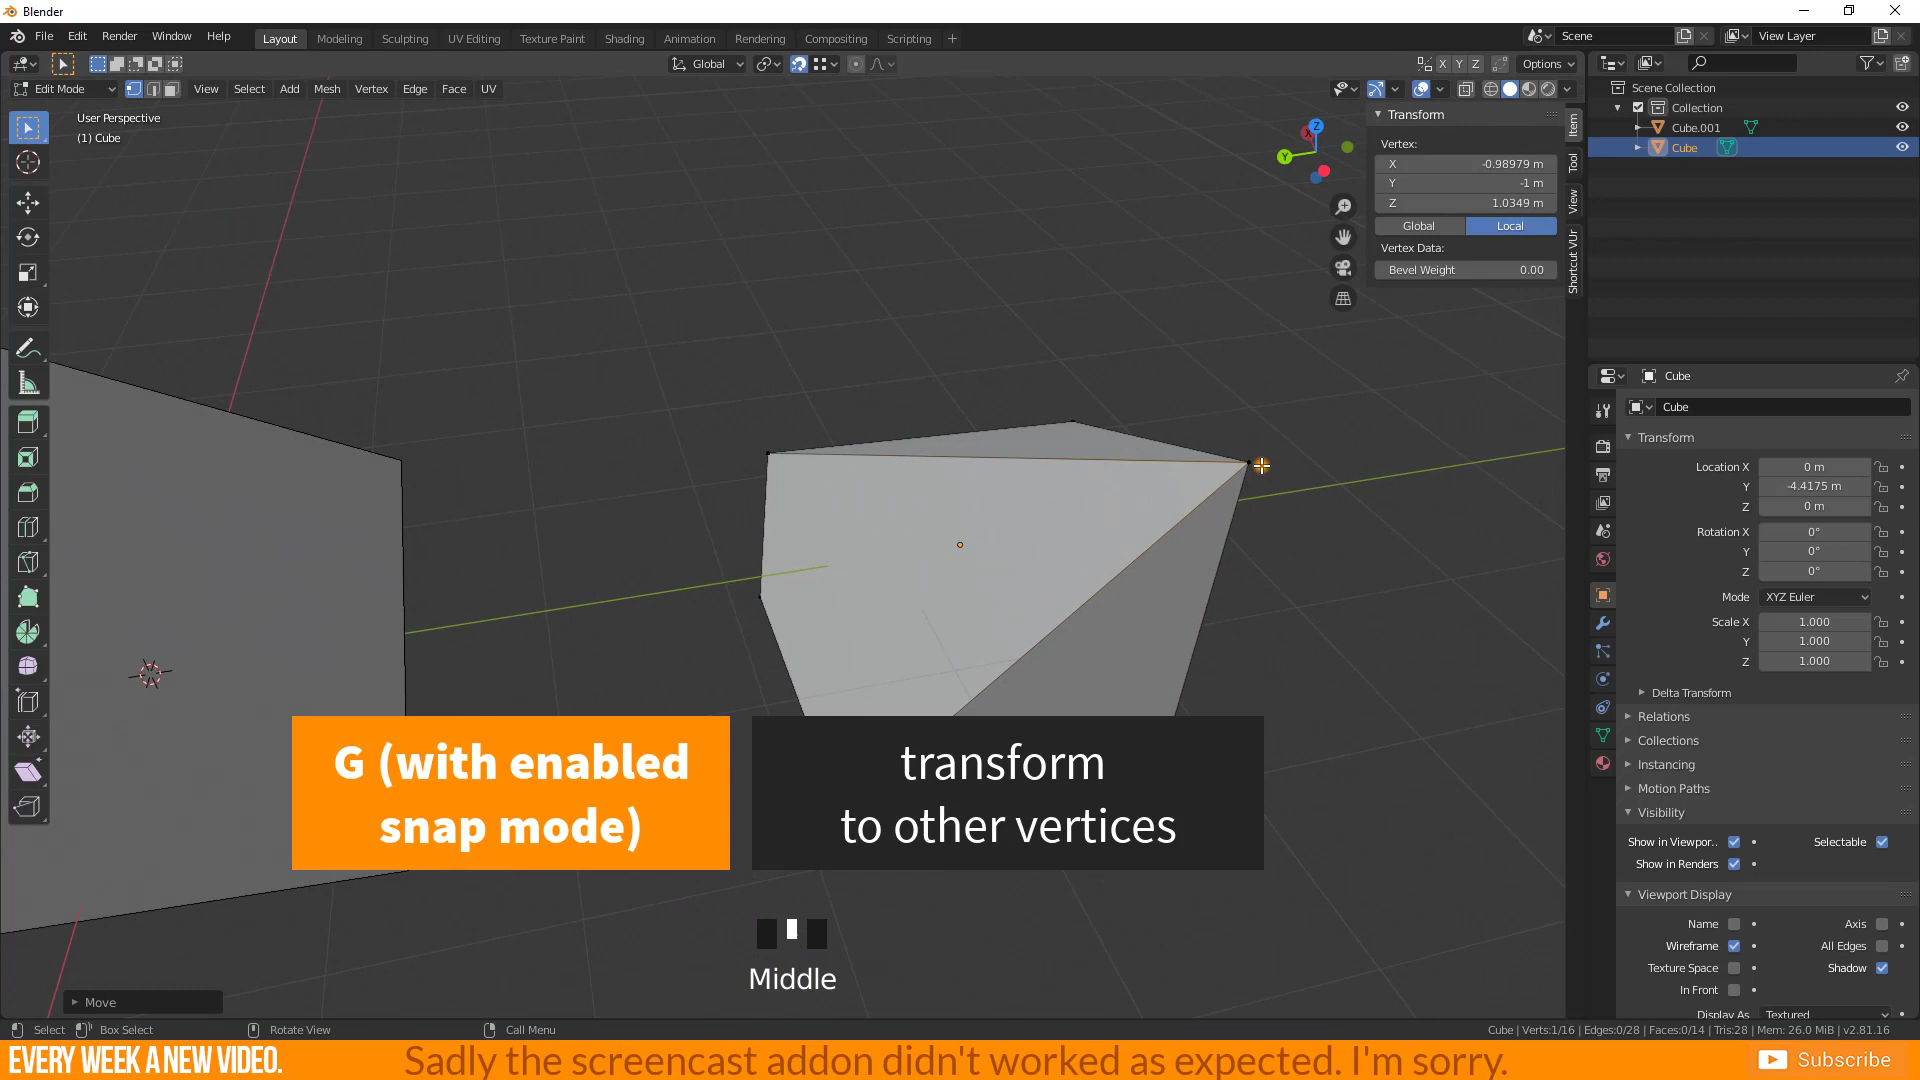 Blender
File Edit Render Window Help
Layout Modeling Sculpting UV Editing Texture Paint Shading Animation Rendering Compositing Scripting +
Scene
View Layer
Global
X Y Z
Options
Edit Mode View Select Add Mesh Vertex Edge Face UV
User Perspective
(1) Cube
Z
X
Y
Transform
Vertex:
X -0.98979 m
Y -1 m
Z 1.0349 m
Global Local
Vertex Data:
Bevel Weight 0.00
Item
Tool
View
Shortcut VUr
Scene Collection
Collection
Cube.001
Cube
Cube
Cube
Transform
Location X 0 m
Y -4.4175 m
Z 0 m
Rotation X 0°
Y 0°
Z 0°
Mode XYZ Euler
Scale X 1.000
Y 1.000
Z 1.000
Delta Transform
Relations
Collections
Instancing
Motion Paths
Visibility
Show in Viewpor.. Selectable
Show in Renders
Viewport Display
Name Axis
Wireframe All Edges
Texture Space Shadow
In Front
Display As Textured
G (with enabled
snap mode)
transform
to other vertices
Middle
Move
Select Box Select Rotate View Call Menu
Cube | Verts:1/16 | Edges:0/28 | Faces:0/14 | Tris:28 | Mem: 26.0 MiB | v2.81.16
EVERY WEEK A NEW VIDEO.
Sadly the screencast addon didn't worked as expected. I'm sorry.
Subscribe